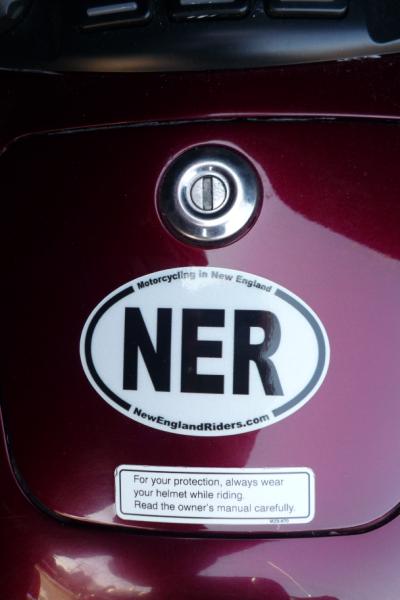 Motorcycling in New England
NER
NewEnglandRiders.com
For your protection, always wear
your helmet while riding.
Read the owner's manual carefully.